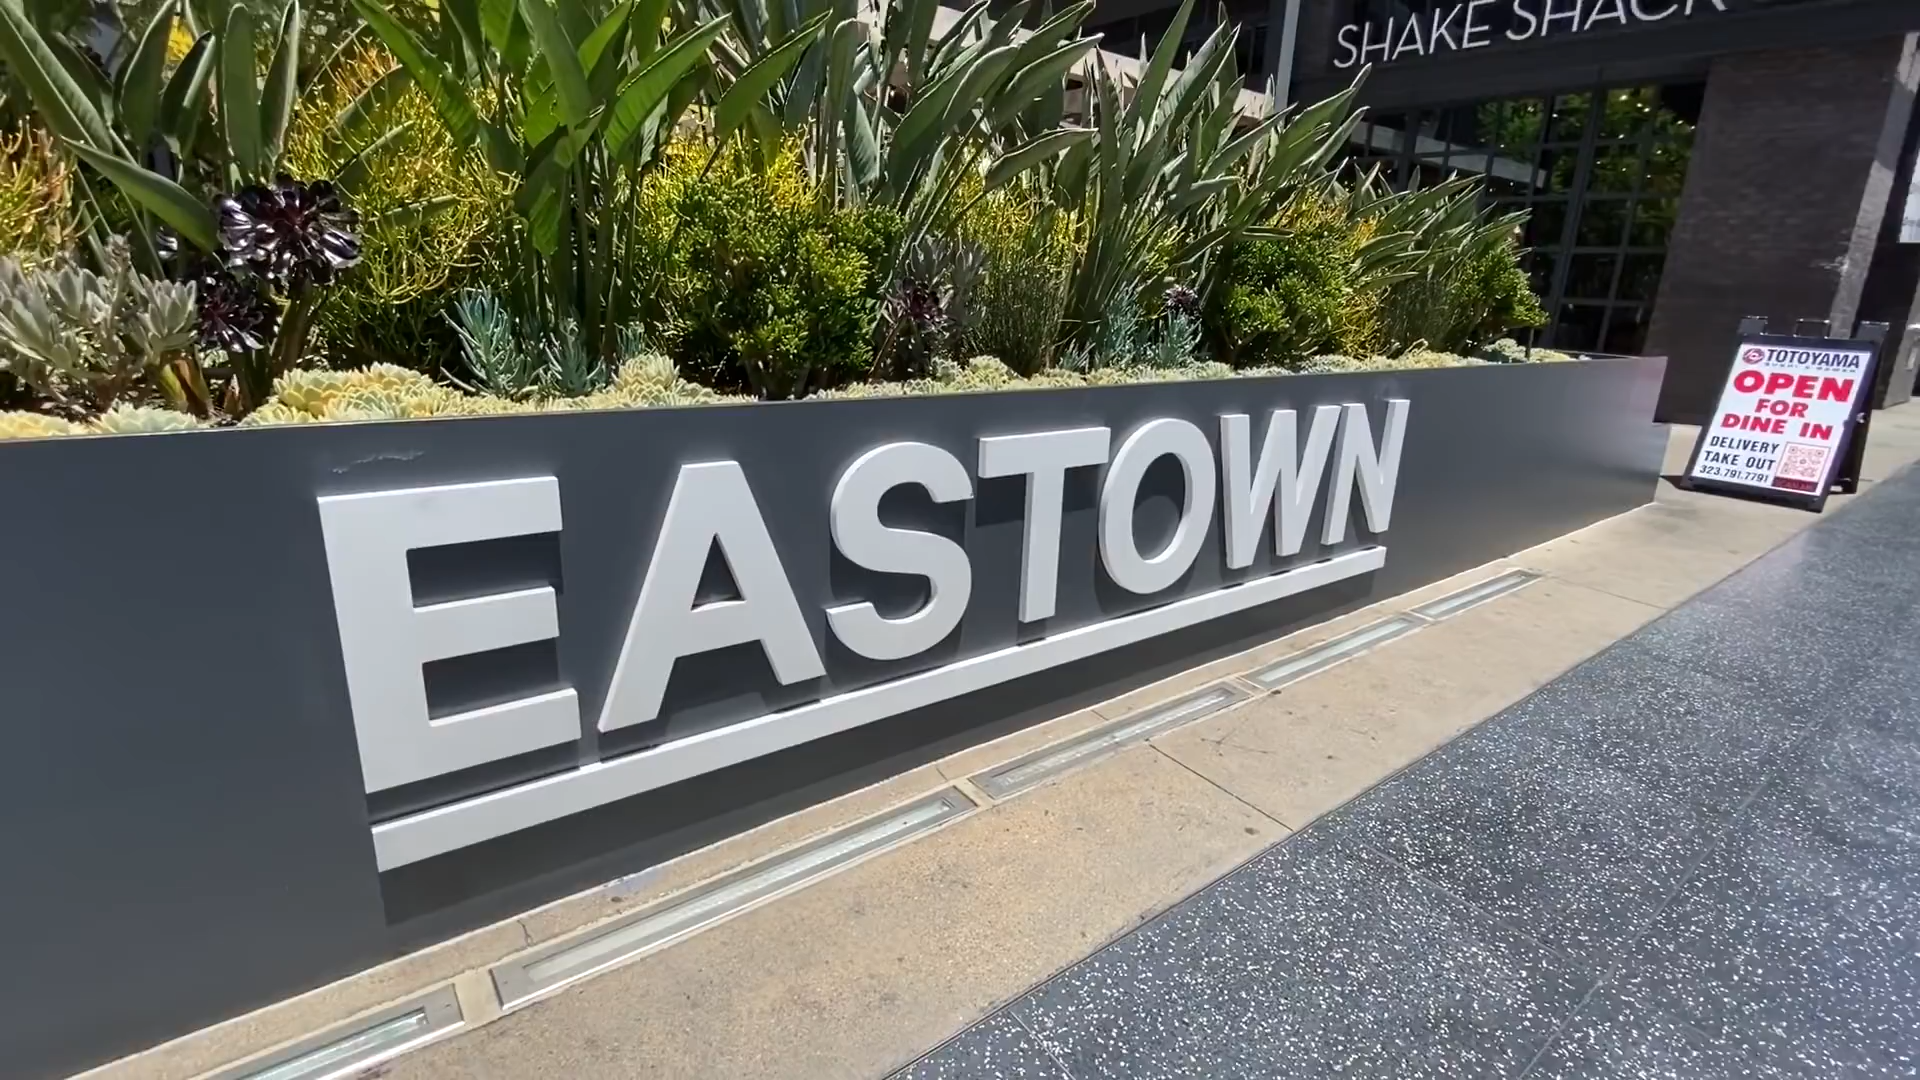 SHAKE SHACK
EASTOWN
TOTOYAMA
OPEN
FOR
DINE IN
DELIVERY
TAKE OUT
323.791.7791